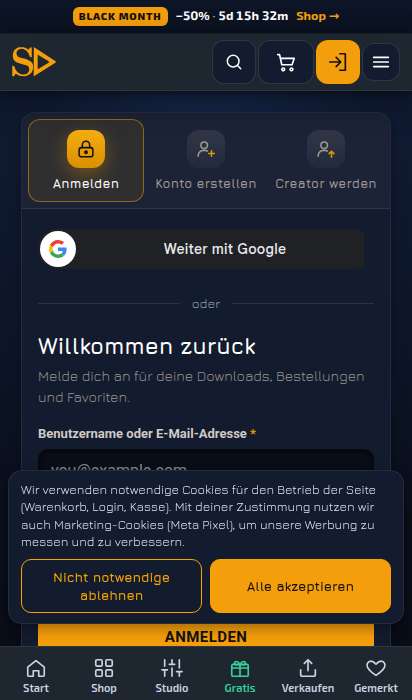 BLACK MONTH −50% · 5d 15h 32m Shop →
S
Anmelden Konto erstellen Creator werden
Weiter mit Google
oder
Willkommen zurück
Melde dich an für deine Downloads, Bestellungen
und Favoriten.
Benutzername oder E-Mail-Adresse *
you@example.com
Wir verwenden notwendige Cookies für den Betrieb der Seite
(Warenkorb, Login, Kasse). Mit deiner Zustimmung nutzen wir
auch Marketing-Cookies (Meta Pixel), um unsere Werbung zu
messen und zu verbessern.
Nicht notwendige
ablehnen
Alle akzeptieren
ANMELDEN
Start Shop Studio Gratis Verkaufen Gemerkt